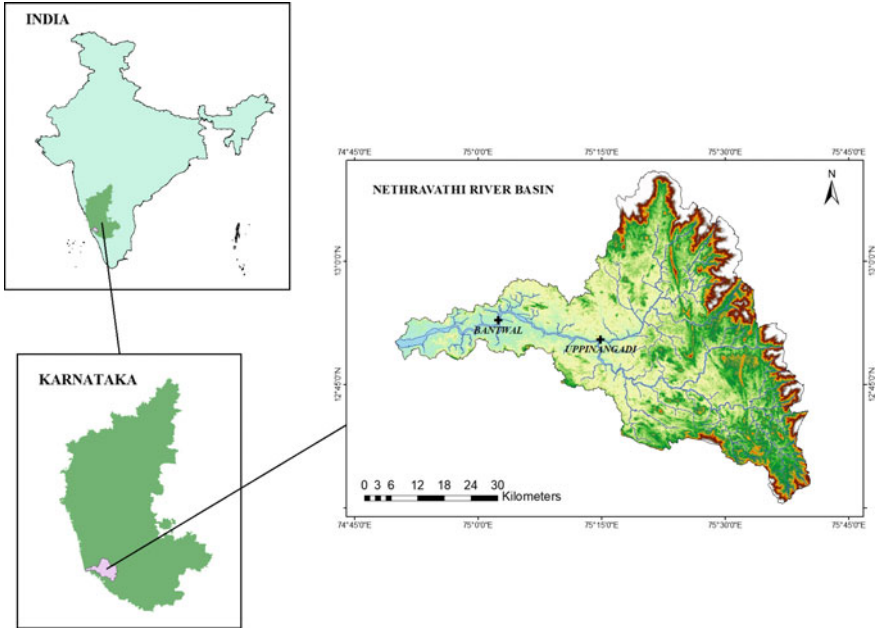 INDIA
KARNATAKA
74°45'0"E 75°0'0"E 75°15'0"E 75°30'0"E 75°45'0"E
NETHRAVATHI RIVER BASIN
N
13°0'0"N
13°0'0"N
BANTWAL
UPPINANGADI
12°45'0"N
12°45'0"N
0 3 6 12 18 24 30
Kilometers
74°45'0"E 75°0'0"E 75°15'0"E 75°30'0"E 75°45'0"E